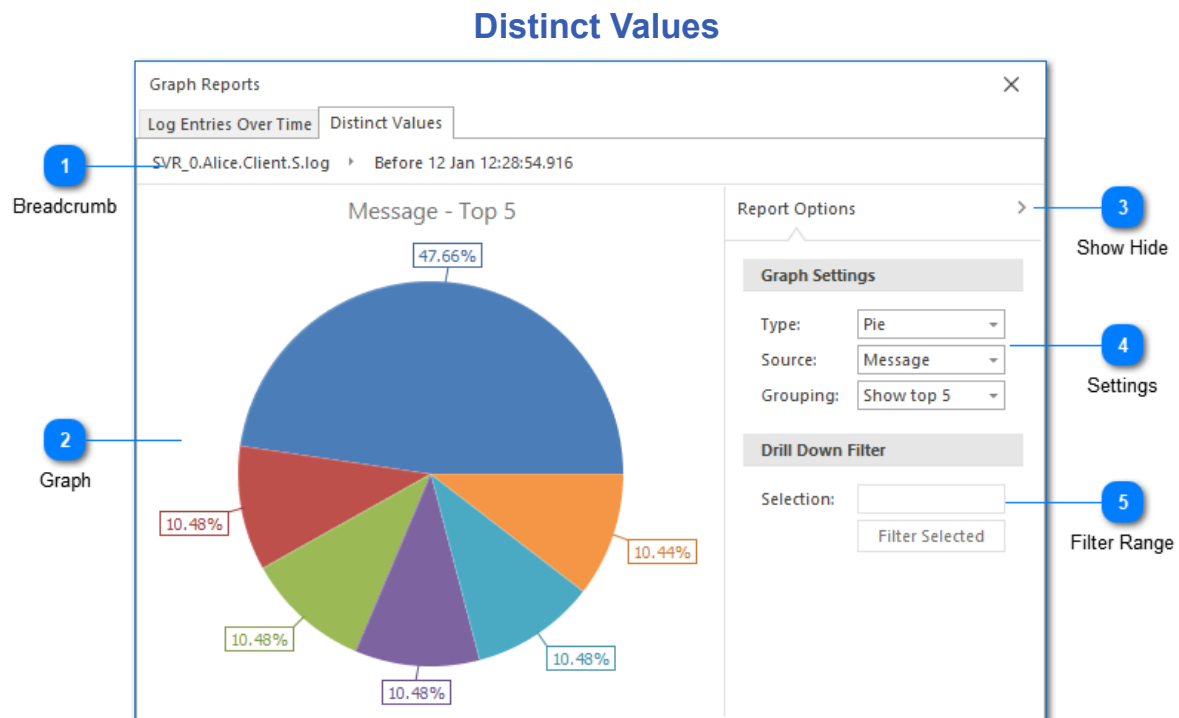 Distinct Values
Graph Reports
Log Entries Over Time
Distinct Values
1
Breadcrumb
SVR_0.Alice.Client.S.log
Before 12 Jan 12:28:54.916
Message - Top 5
47.66%
10.48%
10.48%
10.48%
10.48%
10.44%
2
Graph
Report Options
3
Show Hide
Graph Settings
Type: Pie
Source: Message
Grouping: Show top 5
4
Settings
Drill Down Filter
Selection:
Filter Selected
5
Filter Range